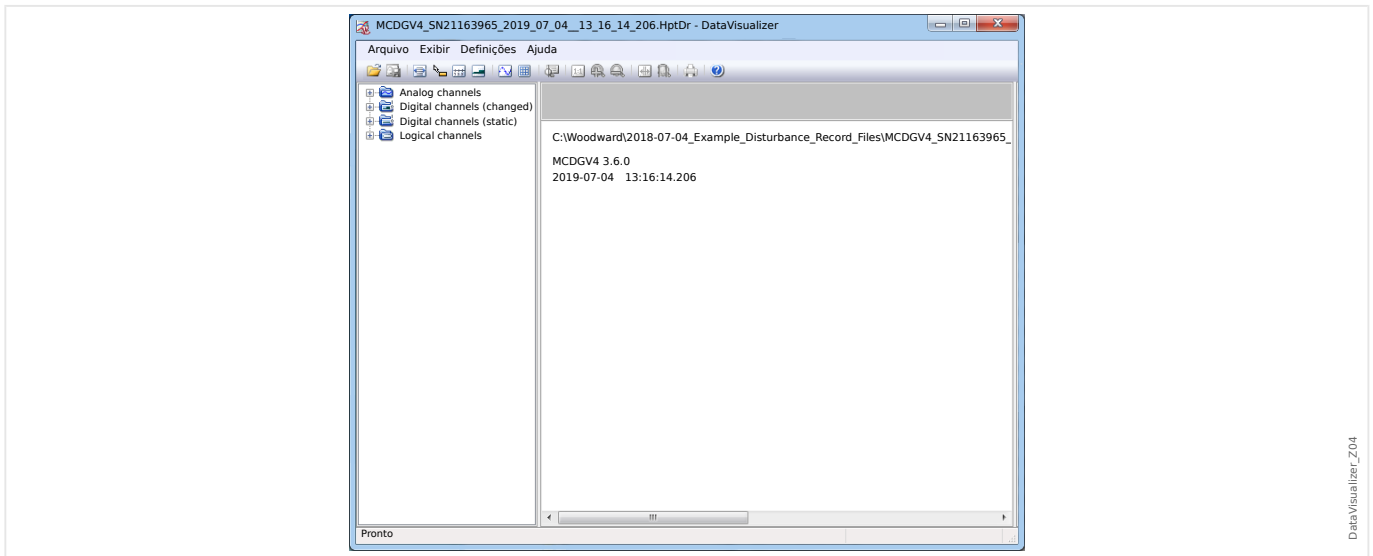 MCDGV4_SN21163965_2019_07_04__13_16_14_206.HptDr - DataVisualizer
Arquivo Exibir Definições Ajuda
Analog channels
Digital channels (changed)
Digital channels (static)
Logical channels
C:\Woodward\2018-07-04_Example_Disturbance_Record_Files\MCDGV4_SN21163965_
MCDGV4 3.6.0
2019-07-04 13:16:14.206
Pronto
DataVisualizer_Z04